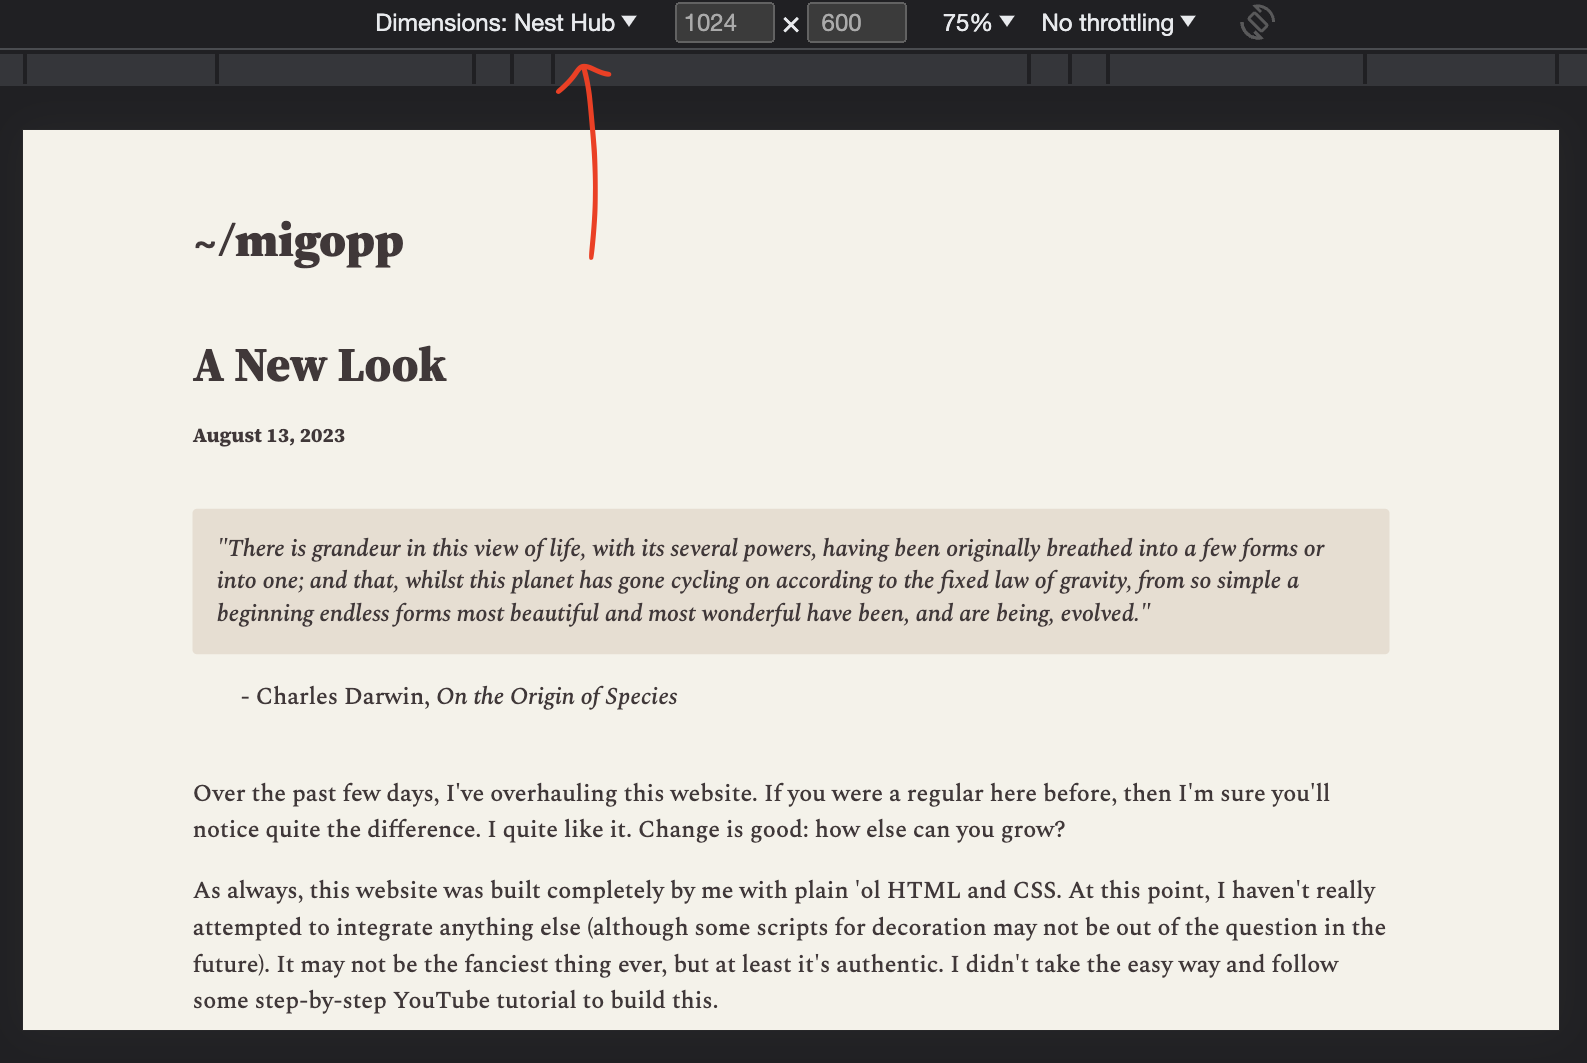 Dimensions: Nest Hub ▼ 1024 × 600 75% ▼ No throttling ▼
~/migopp
A New Look
August 13, 2023
"There is grandeur in this view of life, with its several powers, having been originally breathed into a few forms or
into one; and that, whilst this planet has gone cycling on according to the fixed law of gravity, from so simple a
beginning endless forms most beautiful and most wonderful have been, and are being, evolved."
- Charles Darwin, On the Origin of Species
Over the past few days, I've overhauling this website. If you were a regular here before, then I'm sure you'll
notice quite the difference. I quite like it. Change is good: how else can you grow?
As always, this website was built completely by me with plain 'ol HTML and CSS. At this point, I haven't really
attempted to integrate anything else (although some scripts for decoration may not be out of the question in the
future). It may not be the fanciest thing ever, but at least it's authentic. I didn't take the easy way and follow
some step-by-step YouTube tutorial to build this.